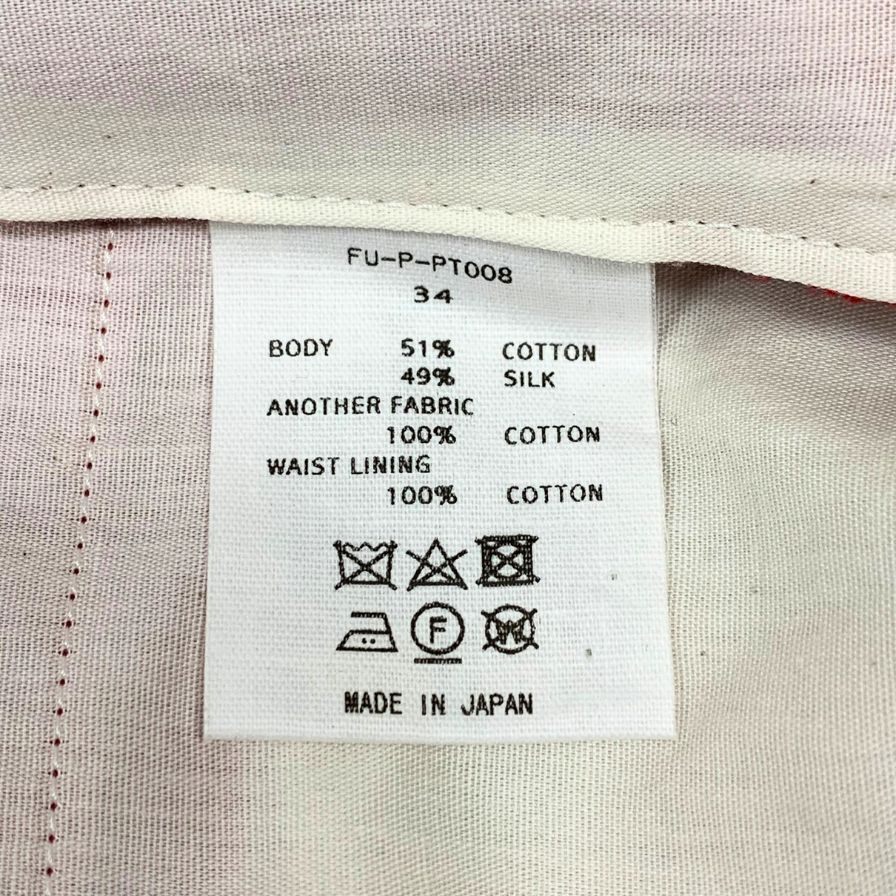 FU-P-PT008
34
BODY 51% COTTON
49% SILK
ANOTHER FABRIC
100% COTTON
WAIST LINING
100% COTTON
F W
MADE IN JAPAN